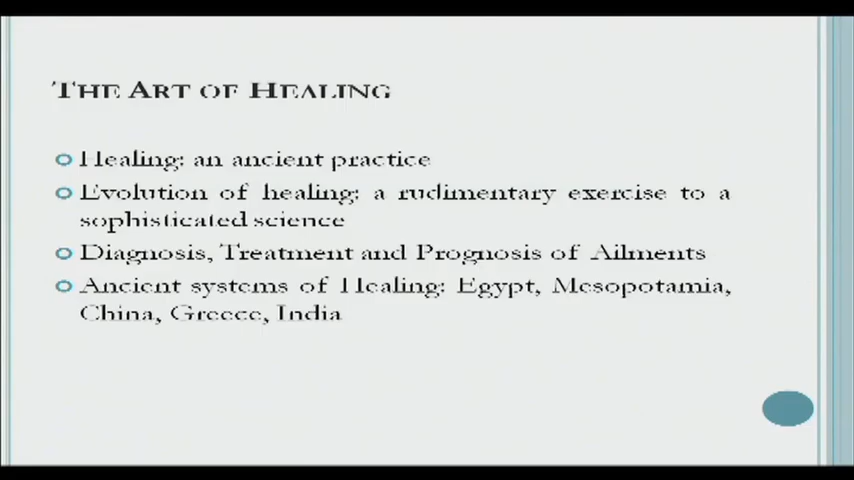 THE ART OF HEALING
Healing: an ancient practice
Evolution of healing: a rudimentary exercise to a
sophisticated science
Diagnosis, Treatment and Prognosis of Ailments
Ancient systems of Healing: Egypt, Mesopotamia,
China, Greece, India